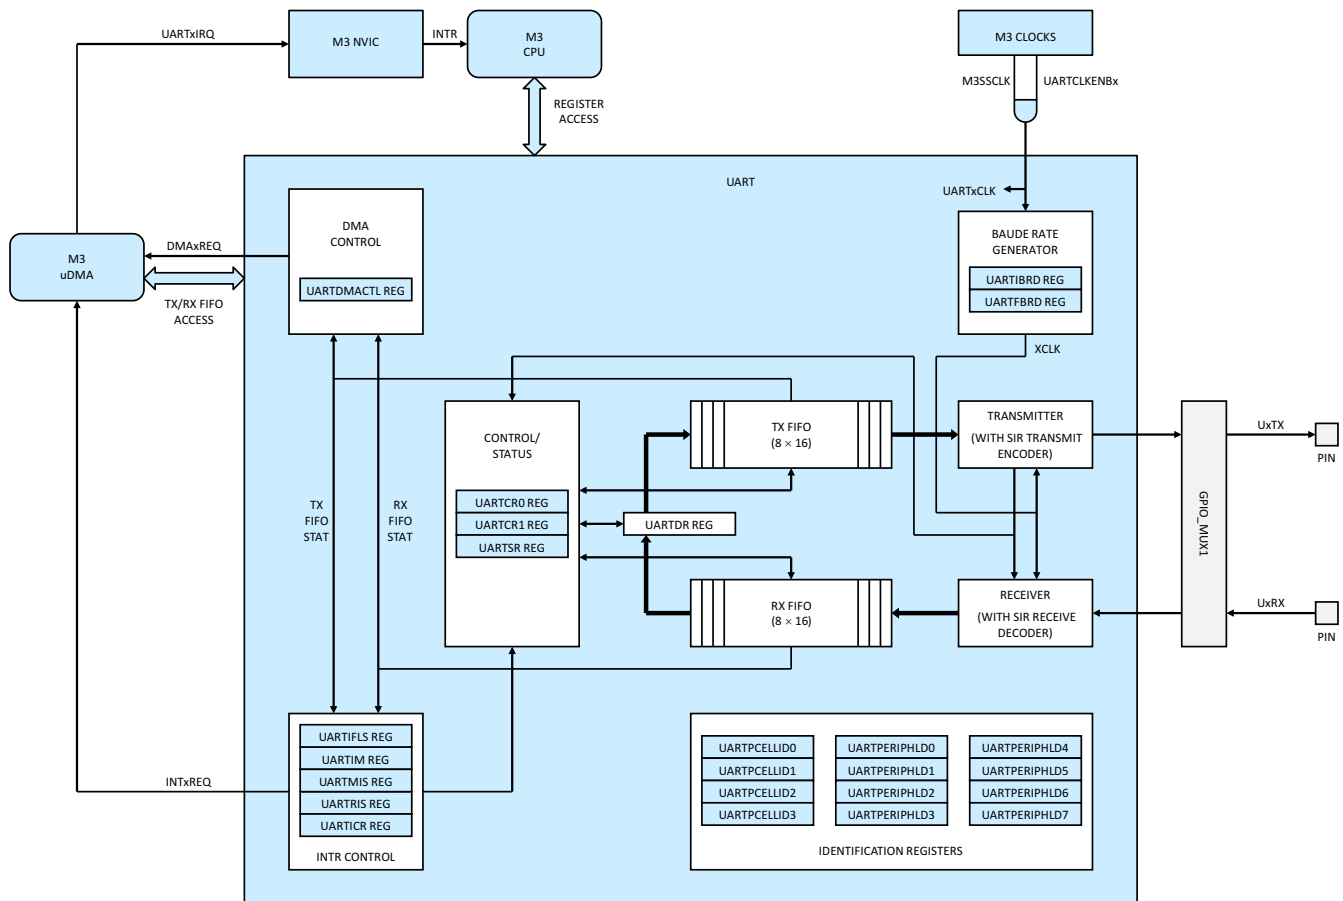 UARTxIRQ
M3 NVIC
INTR
M3
CPU
M3 CLOCKS
M3SSCLK
UARTCLKENBx
REGISTER
ACCESS
UART
UARTxCLK
DMA
CONTROL
UARTDMACTL REG
BAUDE RATE
GENERATOR
UARTIBRD REG
UARTFBRD REG
M3
uDMA
DMAxREQ
TX/RX FIFO
ACCESS
XCLK
CONTROL/
STATUS
UARTCR0 REG
UARTCR1 REG
UARTSR REG
TX FIFO
(8 × 16)
TRANSMITTER
(WITH SIR TRANSMIT
ENCODER)
UxTX
PIN
TX
FIFO
STAT
RX
FIFO
STAT
UARTDR REG
GPIO_MUX1
RX FIFO
(8 × 16)
RECEIVER
(WITH SIR RECEIVE
DECODER)
UxRX
PIN
INTxREQ
UARTIFLS REG
UARTIM REG
UARTMIS REG
UARTRIS REG
UARTICR REG
INTR CONTROL
UARTPCELLID0
UARTPCELLID1
UARTPCELLID2
UARTPCELLID3
UARTPERIPHLD0
UARTPERIPHLD1
UARTPERIPHLD2
UARTPERIPHLD3
UARTPERIPHLD4
UARTPERIPHLD5
UARTPERIPHLD6
UARTPERIPHLD7
IDENTIFICATION REGISTERS